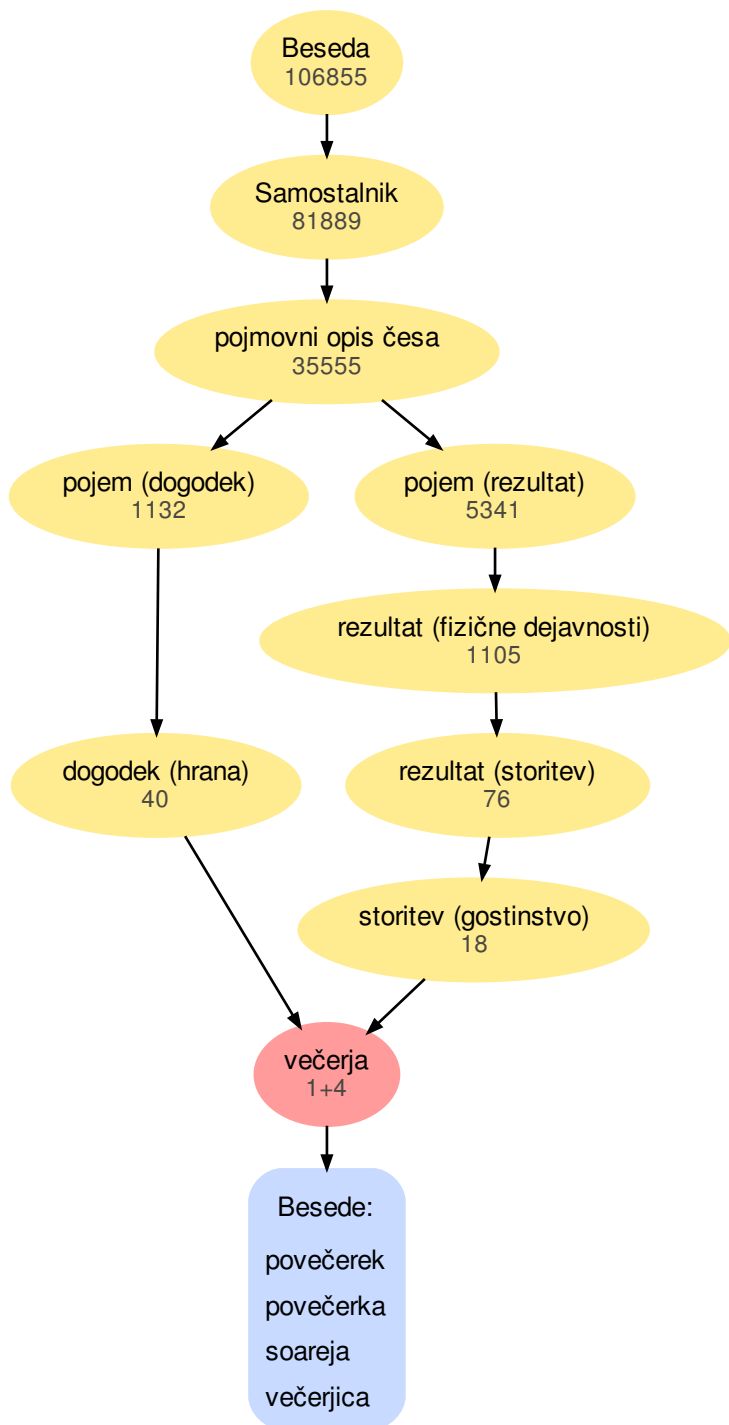 Beseda
106855
Samostalnik
81889
pojmovni opis česa
35555
pojem (dogodek)
1132
pojem (rezultat)
5341
rezultat (fizične dejavnosti)
1105
dogodek (hrana)
40
rezultat (storitev)
76
storitev (gostinstvo)
18
večerja
1+4
Besede:
povečerek
povečerka
soareja
večerjica